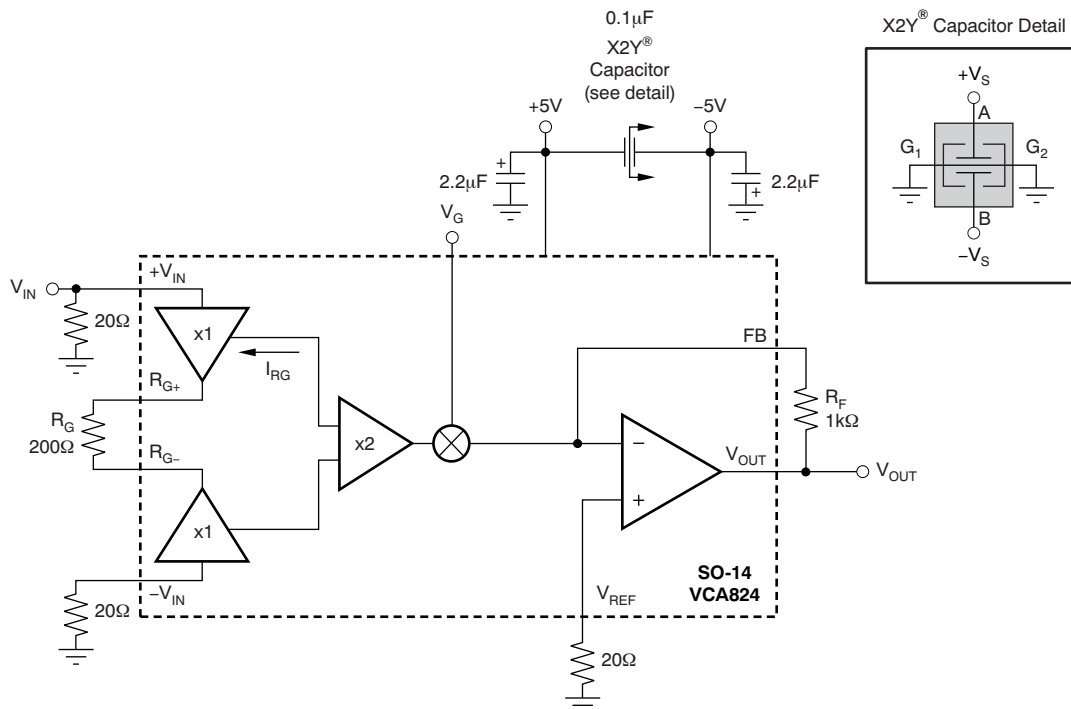 0.1μF
X2Y®
Capacitor
(see detail)
+5V
−5V
+
2.2μF
2.2μF
+
X2Y® Capacitor Detail
+VS
A
G1
G2
B
−VS
VG
+VIN
VIN
20Ω
x1
IRG
RG+
RG
200Ω
RG−
x1
x2
FB
RF
1kΩ
−
+
VOUT
VOUT
−VIN
20Ω
VREF
20Ω
SO-14
VCA824